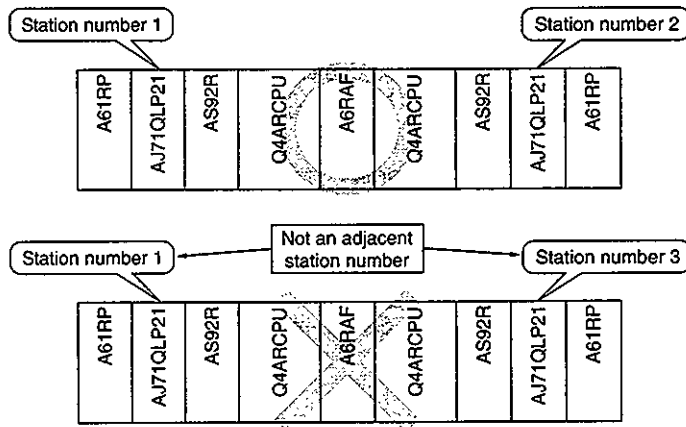 Station number 1
Station number 2
A61RP
AJ71QLP21
AS92R
Q4ARCPU
A6RAF
Q4ARCPU
AS92R
AJ71QLP21
A61RP
Station number 1
Not an adjacent
station number
Station number 3
A61RP
AJ71QLP21
AS92R
Q4ARCPU
A6RAF
Q4ARCPU
AS92R
AJ71QLP21
A61RP